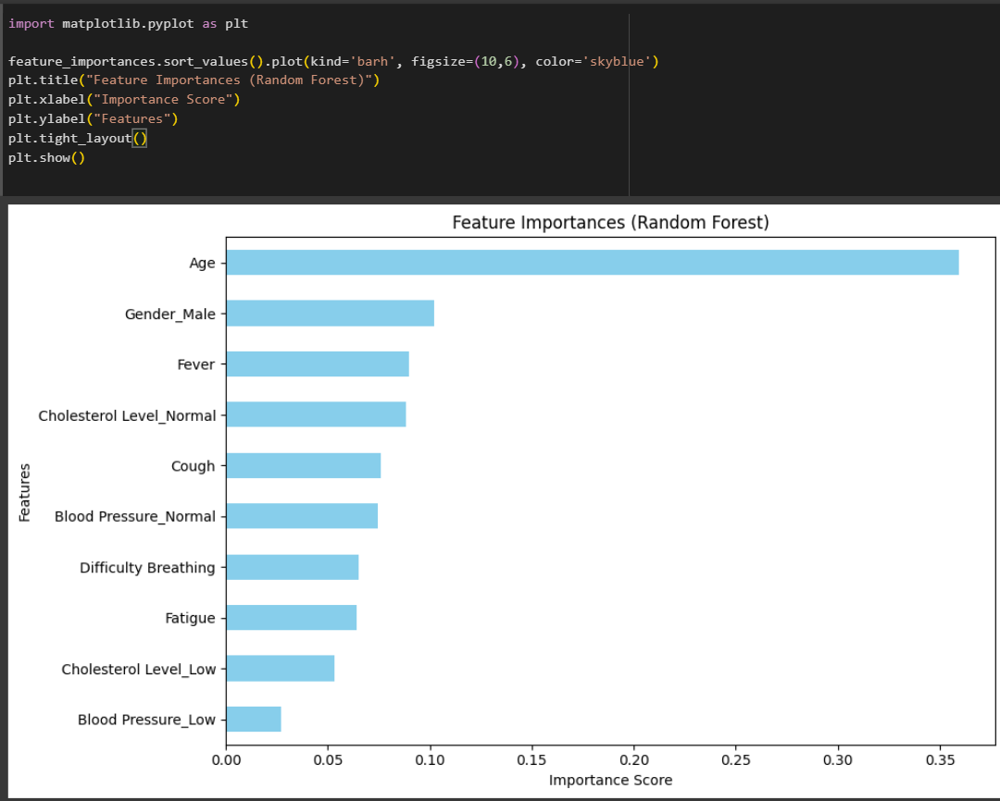 import matplotlib.pyplot as plt
feature_importances.sort_values().plot(kind='barh', figsize=(10,6), color='skyblue')
plt.title("Feature Importances (Random Forest)")
plt.xlabel("Importance Score")
plt.ylabel("Features")
plt.tight_layout()
plt.show()
Feature Importances (Random Forest)
Age
Gender_Male
Fever
Cholesterol Level_Normal
Cough
Blood Pressure_Normal
Difficulty Breathing
Fatigue
Cholesterol Level_Low
Blood Pressure_Low
Features
0.00 0.05 0.10 0.15 0.20 0.25 0.30 0.35
Importance Score